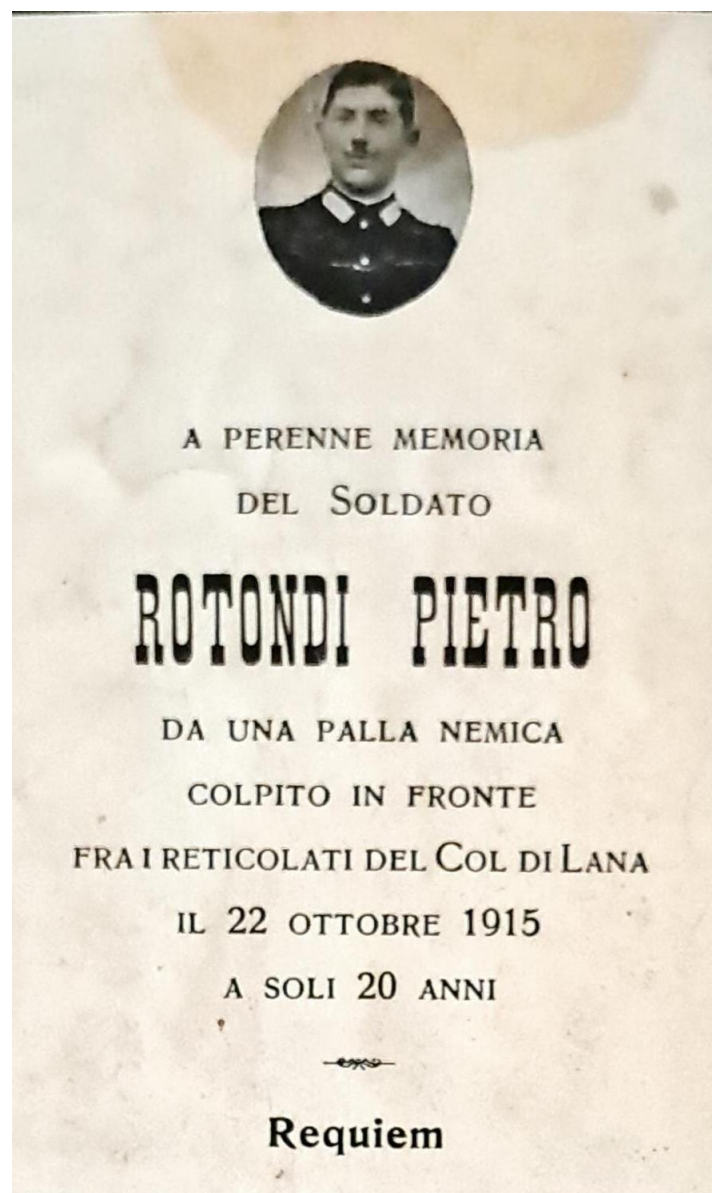 A PERENNE MEMORIA
DEL SOLDATO
ROTONDI PIETRO
DA UNA PALLA NEMICA
COLPITO IN FRONTE
FRA I RETICOLATI DEL COL DI LANA
IL 22 OTTOBRE 1915
A SOLI 20 ANNI
Requiem